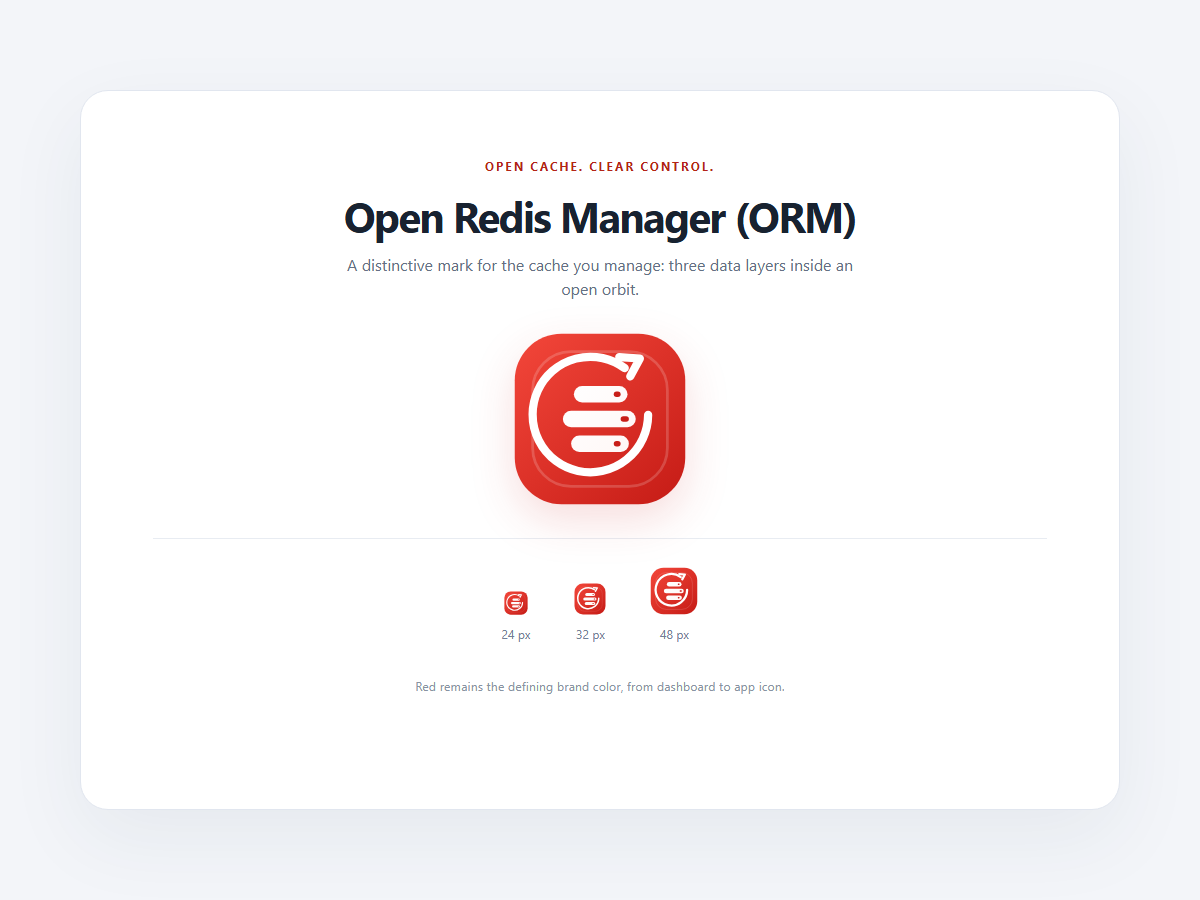 OPEN CACHE. CLEAR CONTROL.
Open Redis Manager (ORM)
A distinctive mark for the cache you manage: three data layers inside an
open orbit.
24 px
32 px
48 px
Red remains the defining brand color, from dashboard to app icon.